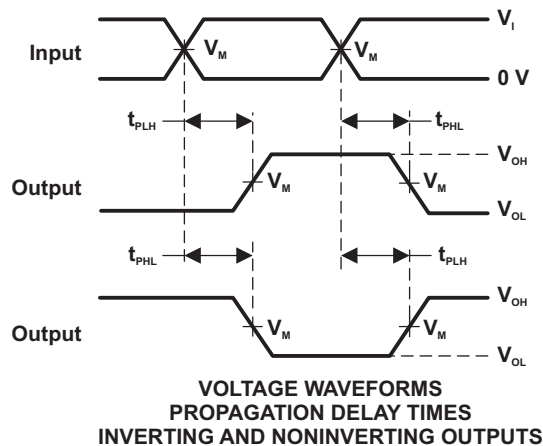 V_I
Input
V_M
V_M
0 V
t_PLH
t_PHL
V_OH
Output
V_M
V_M
V_OL
t_PHL
t_PLH
V_OH
Output
V_M
V_M
V_OL
VOLTAGE WAVEFORMS
PROPAGATION DELAY TIMES
INVERTING AND NONINVERTING OUTPUTS